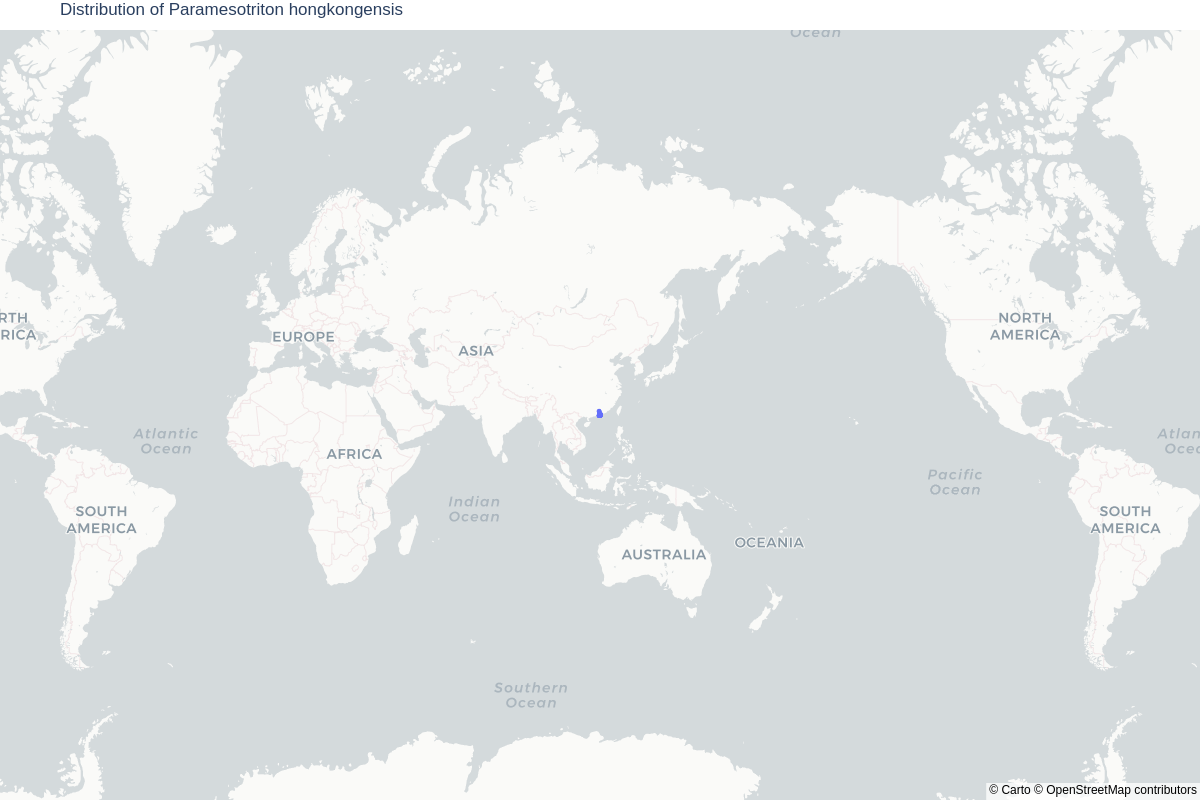 Distribution of Paramesotriton hongkongensis
Ocean
RTH
RICA
EUROPE
ASIA
NORTH
AMERICA
Atlantic
Ocean
AFRICA
Atlan
Ocea
Pacific
Ocean
Indian
Ocean
SOUTH
AMERICA
SOUTH
AMERICA
AUSTRALIA
OCEANIA
Southern
Ocean
© Carto © OpenStreetMap contributors